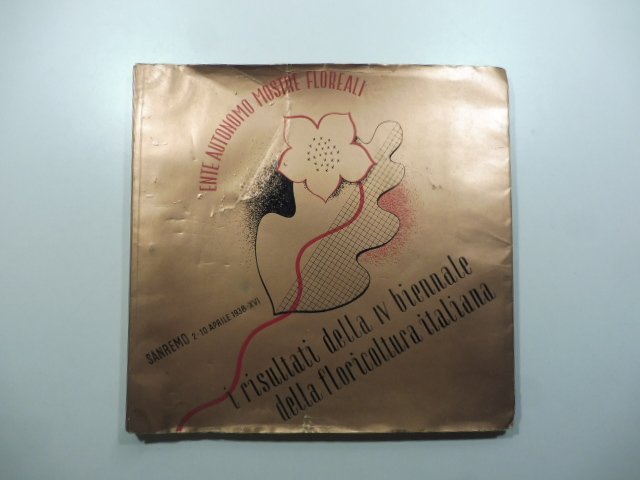 ENTE AUTONOMO MOSTRE FLOREALI
SANREMO 2-10 APRILE 1938-XVI
i risultati della IV biennale
della floricoltura italiana